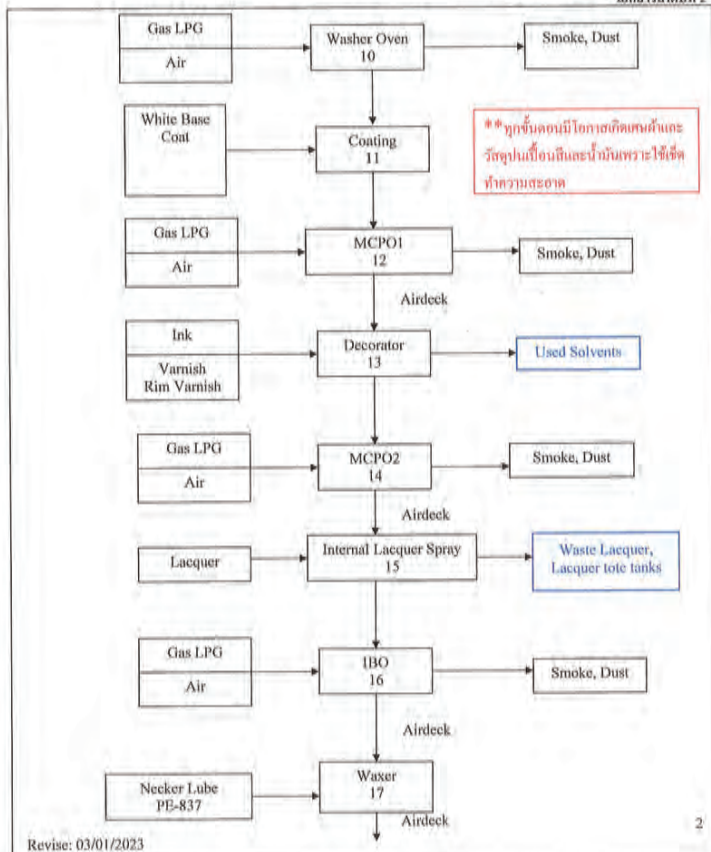 Gas LPG
Air
Washer Oven
10
Smoke, Dust
White Base
Coat
Coating
11
**ทุกขั้นตอนมีโอกาสเกิดเศษผ้าและ
วัสดุปนเปื้อนสีและน้ำมันเพราะใช้เช็ด
ทำความสะอาด
Gas LPG
Air
MCPO1
12
Smoke, Dust
Airdeck
Ink
Varnish
Rim Varnish
Decorator
13
Used Solvents
Gas LPG
Air
MCPO2
14
Smoke, Dust
Airdeck
Lacquer
Internal Lacquer Spray
15
Waste Lacquer,
Lacquer tote tanks
Gas LPG
Air
IBO
16
Smoke, Dust
Airdeck
Necker Lube
PE-837
Waxer
17
Airdeck
2
Revise: 03/01/2023